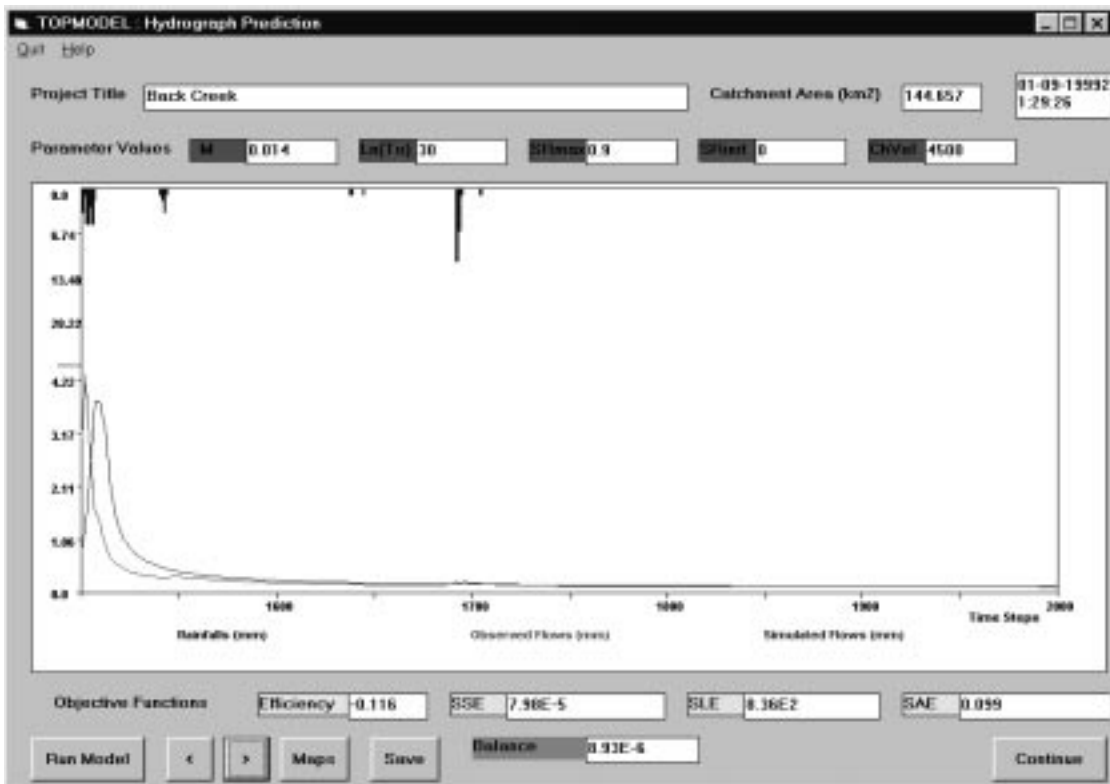 TOPMODEL : Hydrograph Prediction
Quit Help
Project Title Back Creek Catchment Area (km2) 144.657 01-09-19992
1:29:26
Parameter Values M 0.014 Ln(To) 30 SRmax 0.9 SRinit 0 ChVel 4500
0.0
6.74
13.48
20.22
4.22
3.17
2.11
1.06
0.0
1600 1700 1800 1900 2000
Time Steps
Rainfalls (mm) Observed Flows (mm) Simulated Flows (mm)
Objective Functions Efficiency -0.116 SSE 7.98E-5 SLE 8.36E2 SAE 0.099
Run Model < > Maps Save Balance 8.93E-6 Continue